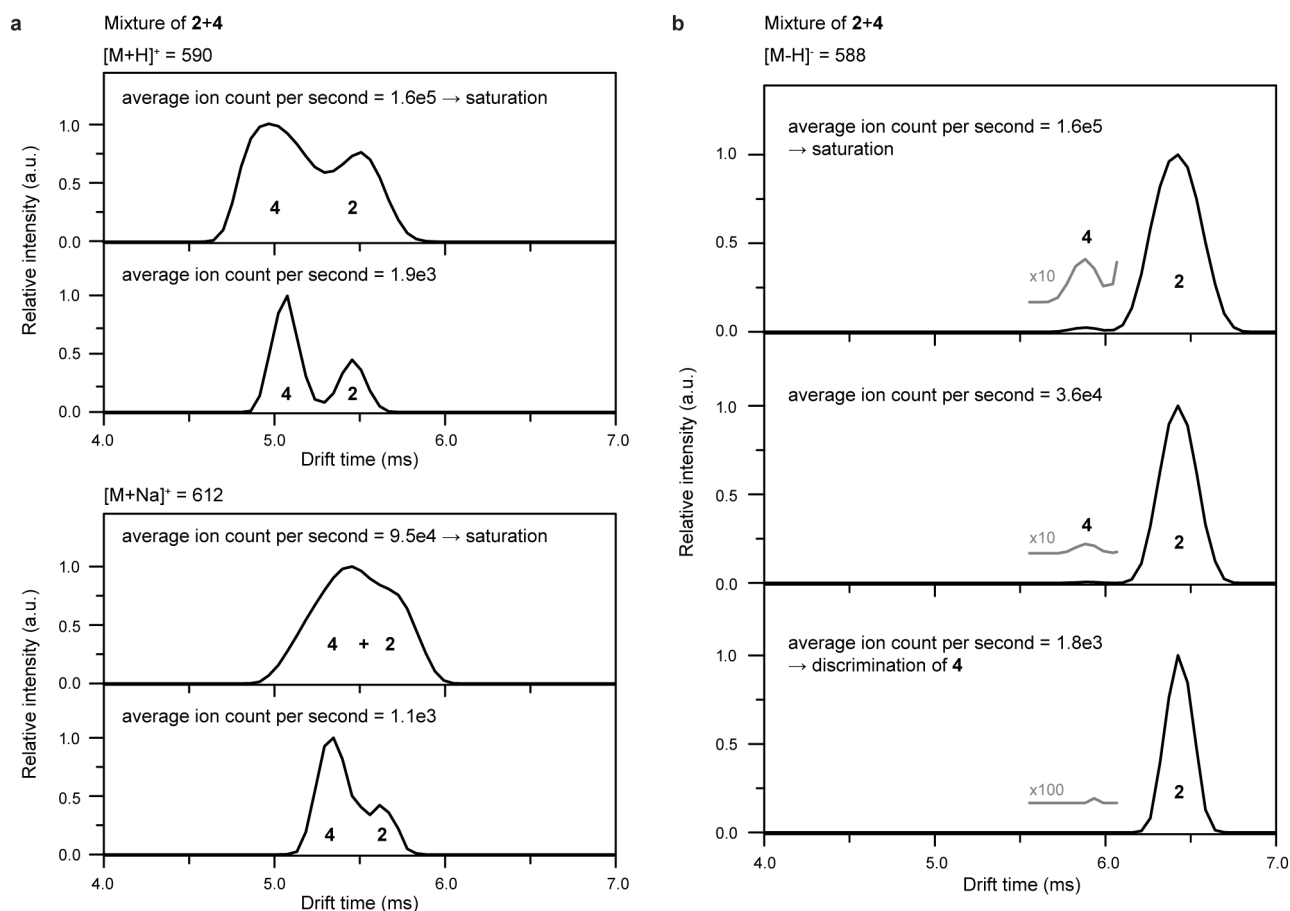 a
Mixture of 2+4
[M+H]⁺ = 590
average ion count per second = 1.6e5 → saturation
1.0
0.5
0.0
4
2
average ion count per second = 1.9e3
1.0
0.5
0.0
4
2
Relative intensity (a.u.)
4.0 5.0 6.0 7.0
Drift time (ms)
[M+Na]⁺ = 612
average ion count per second = 9.5e4 → saturation
1.0
0.5
0.0
4 + 2
average ion count per second = 1.1e3
1.0
0.5
0.0
4
2
Relative intensity (a.u.)
4.0 5.0 6.0 7.0
Drift time (ms)
b
Mixture of 2+4
[M-H]⁻ = 588
average ion count per second = 1.6e5
→ saturation
1.0
0.5
0.0
4
x10
2
average ion count per second = 3.6e4
1.0
0.5
0.0
4
x10
2
average ion count per second = 1.8e3
→ discrimination of 4
1.0
0.5
0.0
x100
2
Relative intensity (a.u.)
4.0 5.0 6.0 7.0
Drift time (ms)